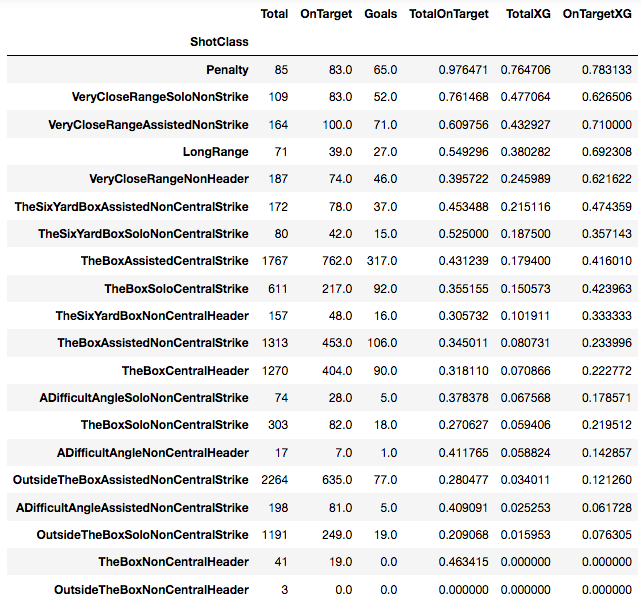 Total OnTarget Goals TotalOnTarget TotalXG OnTargetXG
ShotClass
Penalty 85 83.0 65.0 0.976471 0.764706 0.783133
VeryCloseRangeSoloNonStrike 109 83.0 52.0 0.761468 0.477064 0.626506
VeryCloseRangeAssistedNonStrike 164 100.0 71.0 0.609756 0.432927 0.710000
LongRange 71 39.0 27.0 0.549296 0.380282 0.692308
VeryCloseRangeNonHeader 187 74.0 46.0 0.395722 0.245989 0.621622
TheSixYardBoxAssistedNonCentralStrike 172 78.0 37.0 0.453488 0.215116 0.474359
TheSixYardBoxSoloNonCentralStrike 80 42.0 15.0 0.525000 0.187500 0.357143
TheBoxAssistedCentralStrike 1767 762.0 317.0 0.431239 0.179400 0.416010
TheBoxSoloCentralStrike 611 217.0 92.0 0.355155 0.150573 0.423963
TheSixYardBoxNonCentralHeader 157 48.0 16.0 0.305732 0.101911 0.333333
TheBoxAssistedNonCentralStrike 1313 453.0 106.0 0.345011 0.080731 0.233996
TheBoxCentralHeader 1270 404.0 90.0 0.318110 0.070866 0.222772
ADifficultAngleSoloNonCentralStrike 74 28.0 5.0 0.378378 0.067568 0.178571
TheBoxSoloNonCentralStrike 303 82.0 18.0 0.270627 0.059406 0.219512
ADifficultAngleNonCentralHeader 17 7.0 1.0 0.411765 0.058824 0.142857
OutsideTheBoxAssistedNonCentralStrike 2264 635.0 77.0 0.280477 0.034011 0.121260
ADifficultAngleAssistedNonCentralStrike 198 81.0 5.0 0.409091 0.025253 0.061728
OutsideTheBoxSoloNonCentralStrike 1191 249.0 19.0 0.209068 0.015953 0.076305
TheBoxNonCentralHeader 41 19.0 0.0 0.463415 0.000000 0.000000
OutsideTheBoxNonCentralHeader 3 0.0 0.0 0.000000 0.000000 0.000000